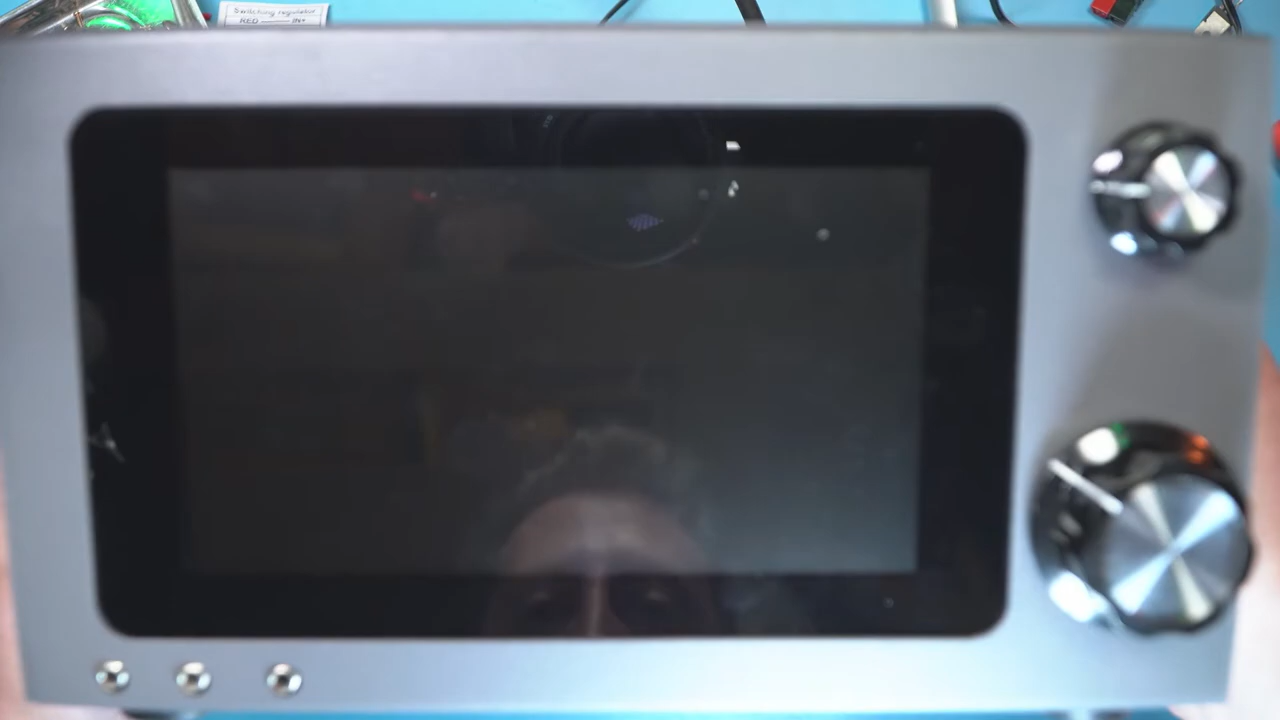 Switching regulator
RED —— IN+